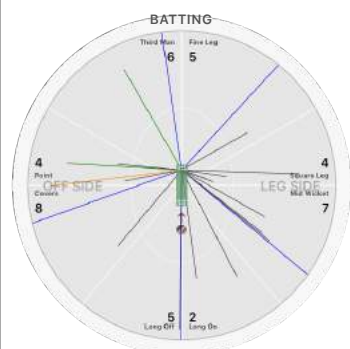 BATTING
Third Man
Fine Leg
6
5
4
4
Point
Square Leg
OFF SIDE
LEG SIDE
Covers
Mid Wicket
8
7
5
2
Long Off
Long On